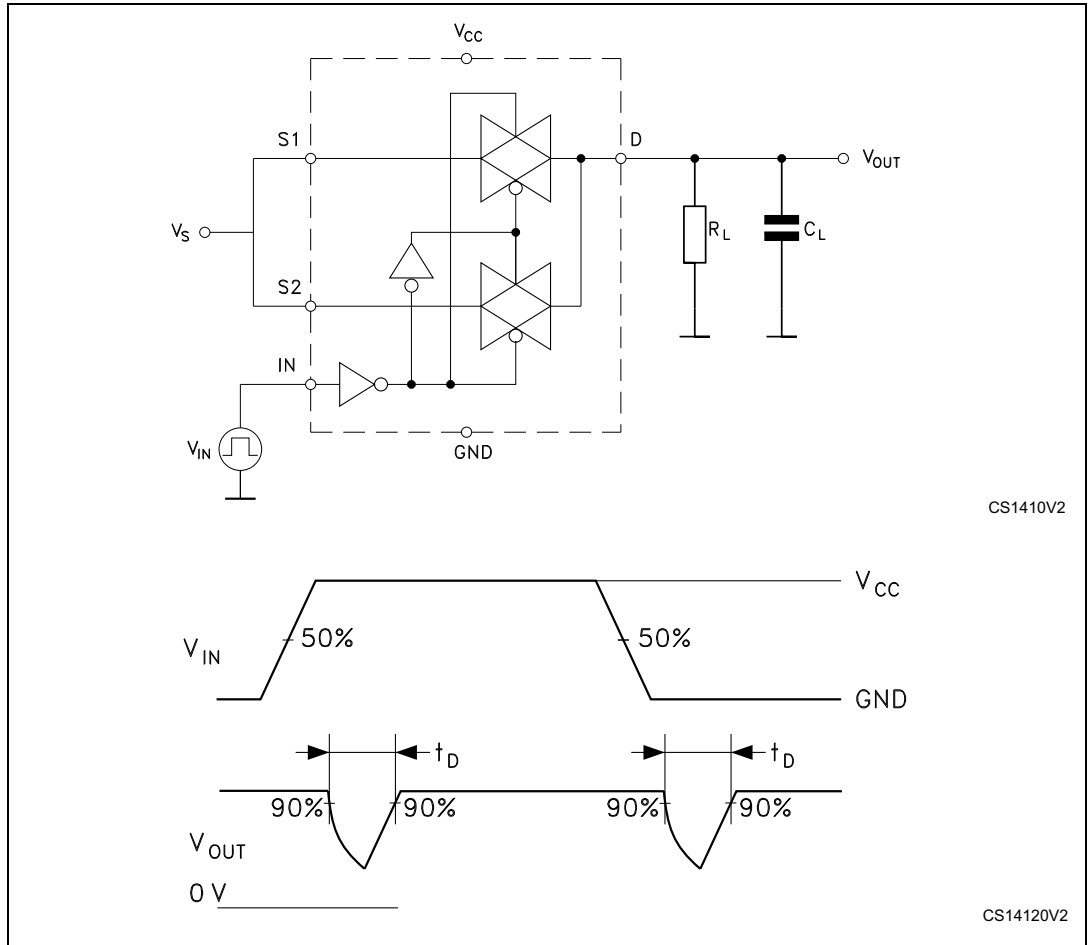 VCC
S1
D
VOUT
VS
RL
CL
S2
IN
VIN
GND
CS1410V2
VCC
50%
50%
VIN
GND
tD
tD
90%
90%
90%
90%
VOUT
0 V
CS14120V2